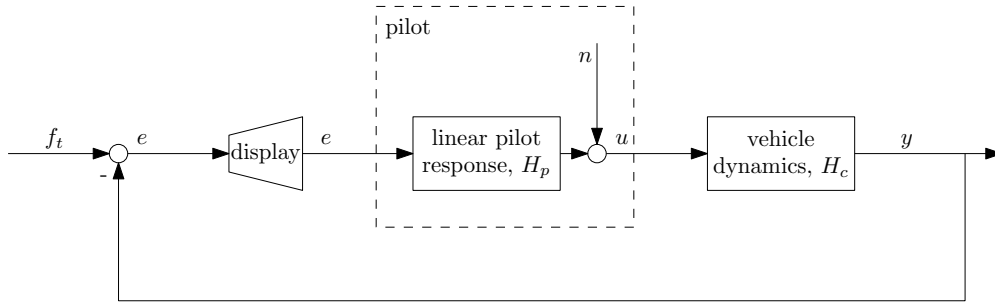 pilot
n
f_t
e
display
e
linear pilot
response, H_p
u
vehicle
dynamics, H_c
y
-